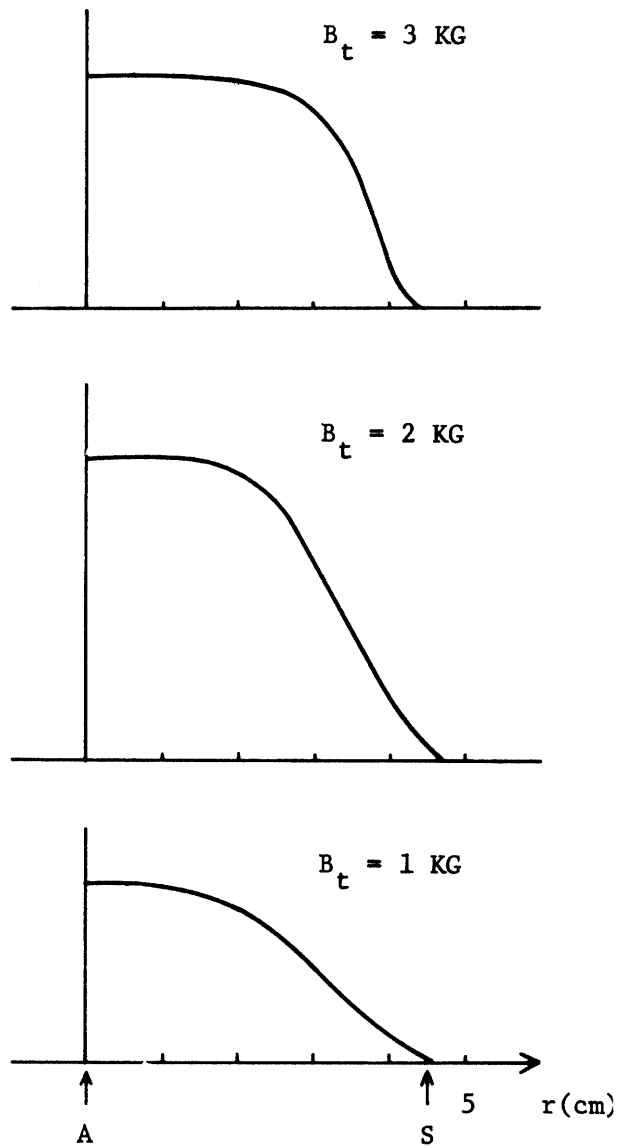 B_t = 3 KG
B_t = 2 KG
B_t = 1 KG
5 r(cm)
A S